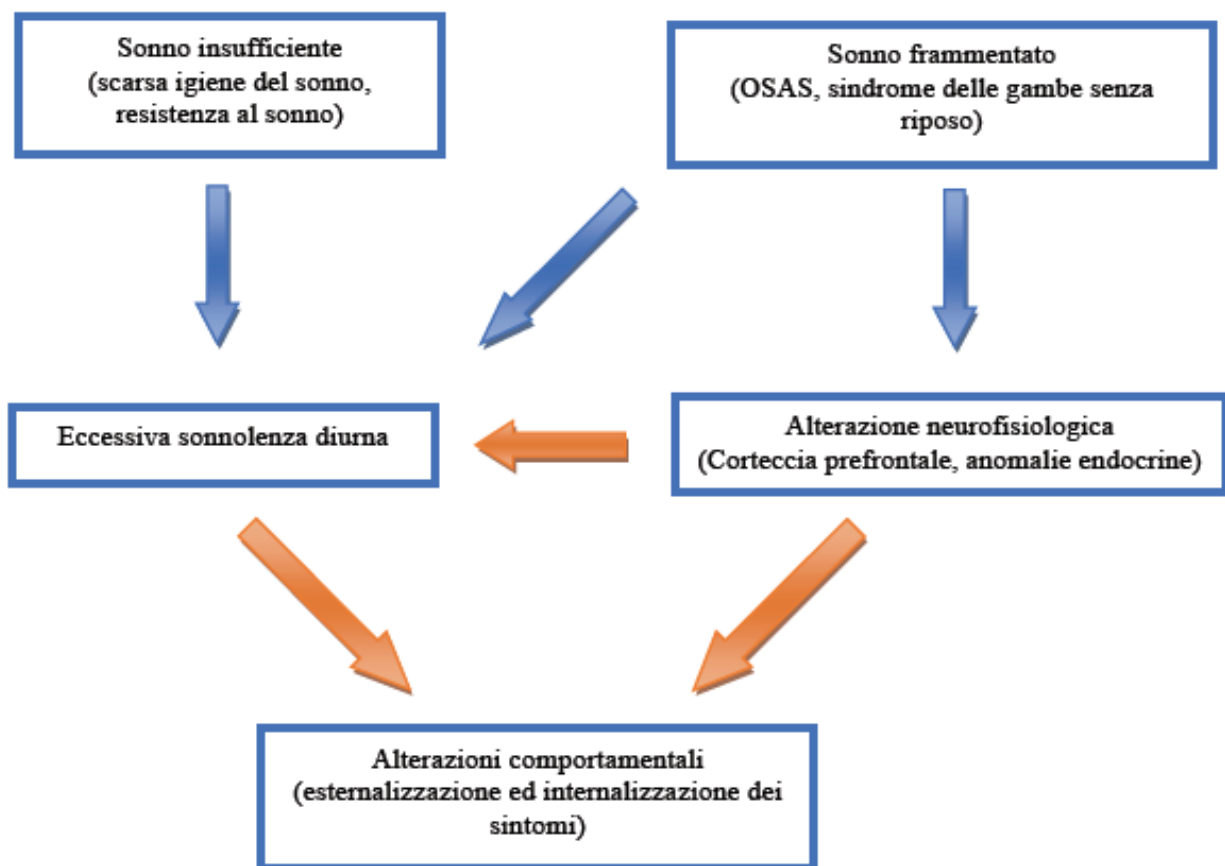 Sonno insufficiente
(scarsa igiene del sonno,
resistenza al sonno)
Sonno frammentato
(OSAS, sindrome delle gambe senza
riposo)
Eccessiva sonnolenza diurna
Alterazione neurofisiologica
(Corteccia prefrontale, anomalie endocrine)
Alterazioni comportamentali
(esternalizzazione ed internalizzazione dei
sintomi)